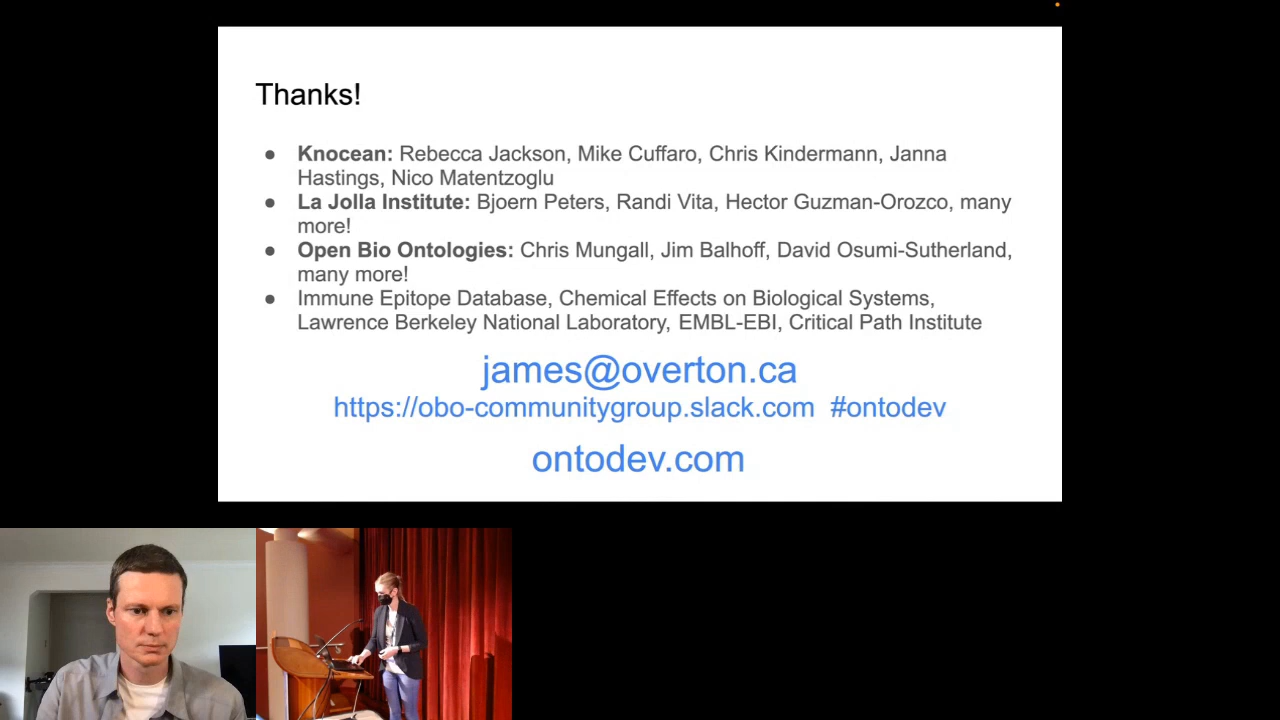 Thanks!
● Knocean: Rebecca Jackson, Mike Cuffaro, Chris Kindermann, Janna
Hastings, Nico Matentzoglu
● La Jolla Institute: Bjoern Peters, Randi Vita, Hector Guzman-Orozco, many
more!
● Open Bio Ontologies: Chris Mungall, Jim Balhoff, David Osumi-Sutherland,
many more!
● Immune Epitope Database, Chemical Effects on Biological Systems,
Lawrence Berkeley National Laboratory, EMBL-EBI, Critical Path Institute
james@overton.ca
https://obo-communitygroup.slack.com #ontodev
ontodev.com